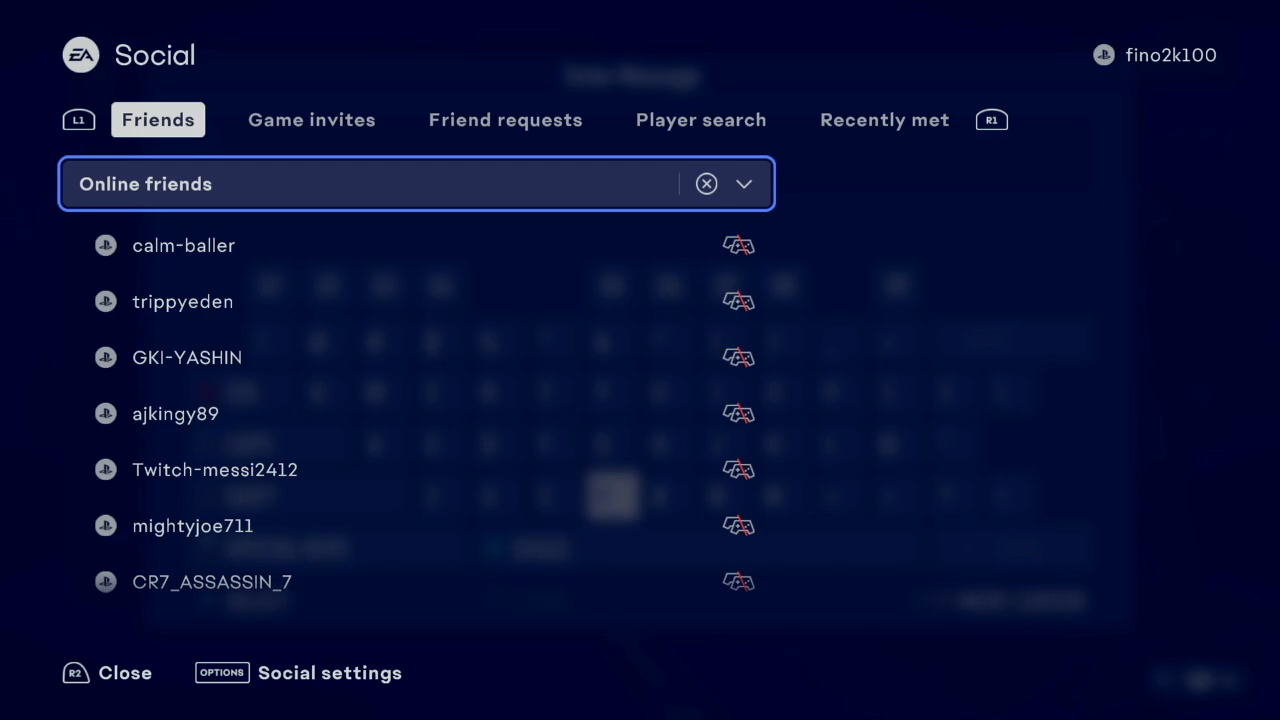 EA Social
fino2k100
L1 Friends Game invites Friend requests Player search Recently met R1
Online friends
calm-baller
trippyeden
GKI-YASHIN
ajkingy89
Twitch-messi2412
mightyjoe711
CR7_ASSASSIN_7
R2 Close OPTIONS Social settings